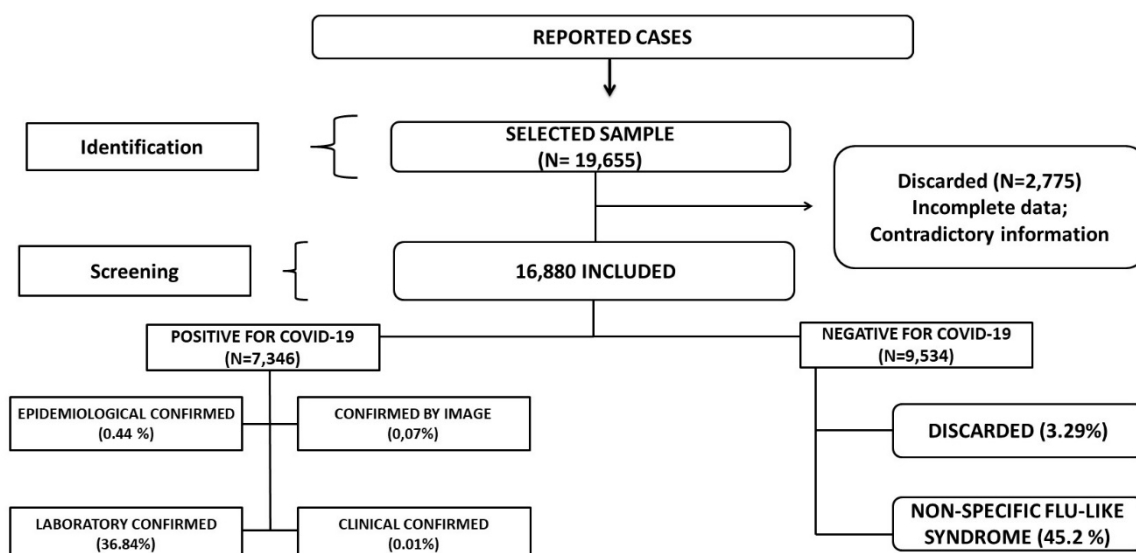 REPORTED CASES
Identification
SELECTED SAMPLE
(N= 19,655)
Discarded (N=2,775)
Incomplete data;
Contradictory information
Screening
16,880 INCLUDED
POSITIVE FOR COVID-19
(N=7,346)
NEGATIVE FOR COVID-19
(N=9,534)
EPIDEMIOLOGICAL CONFIRMED
(0.44 %)
CONFIRMED BY IMAGE
(0,07%)
DISCARDED (3.29%)
LABORATORY CONFIRMED
(36.84%)
CLINICAL CONFIRMED
(0.01%)
NON-SPECIFIC FLU-LIKE
SYNDROME (45.2 %)